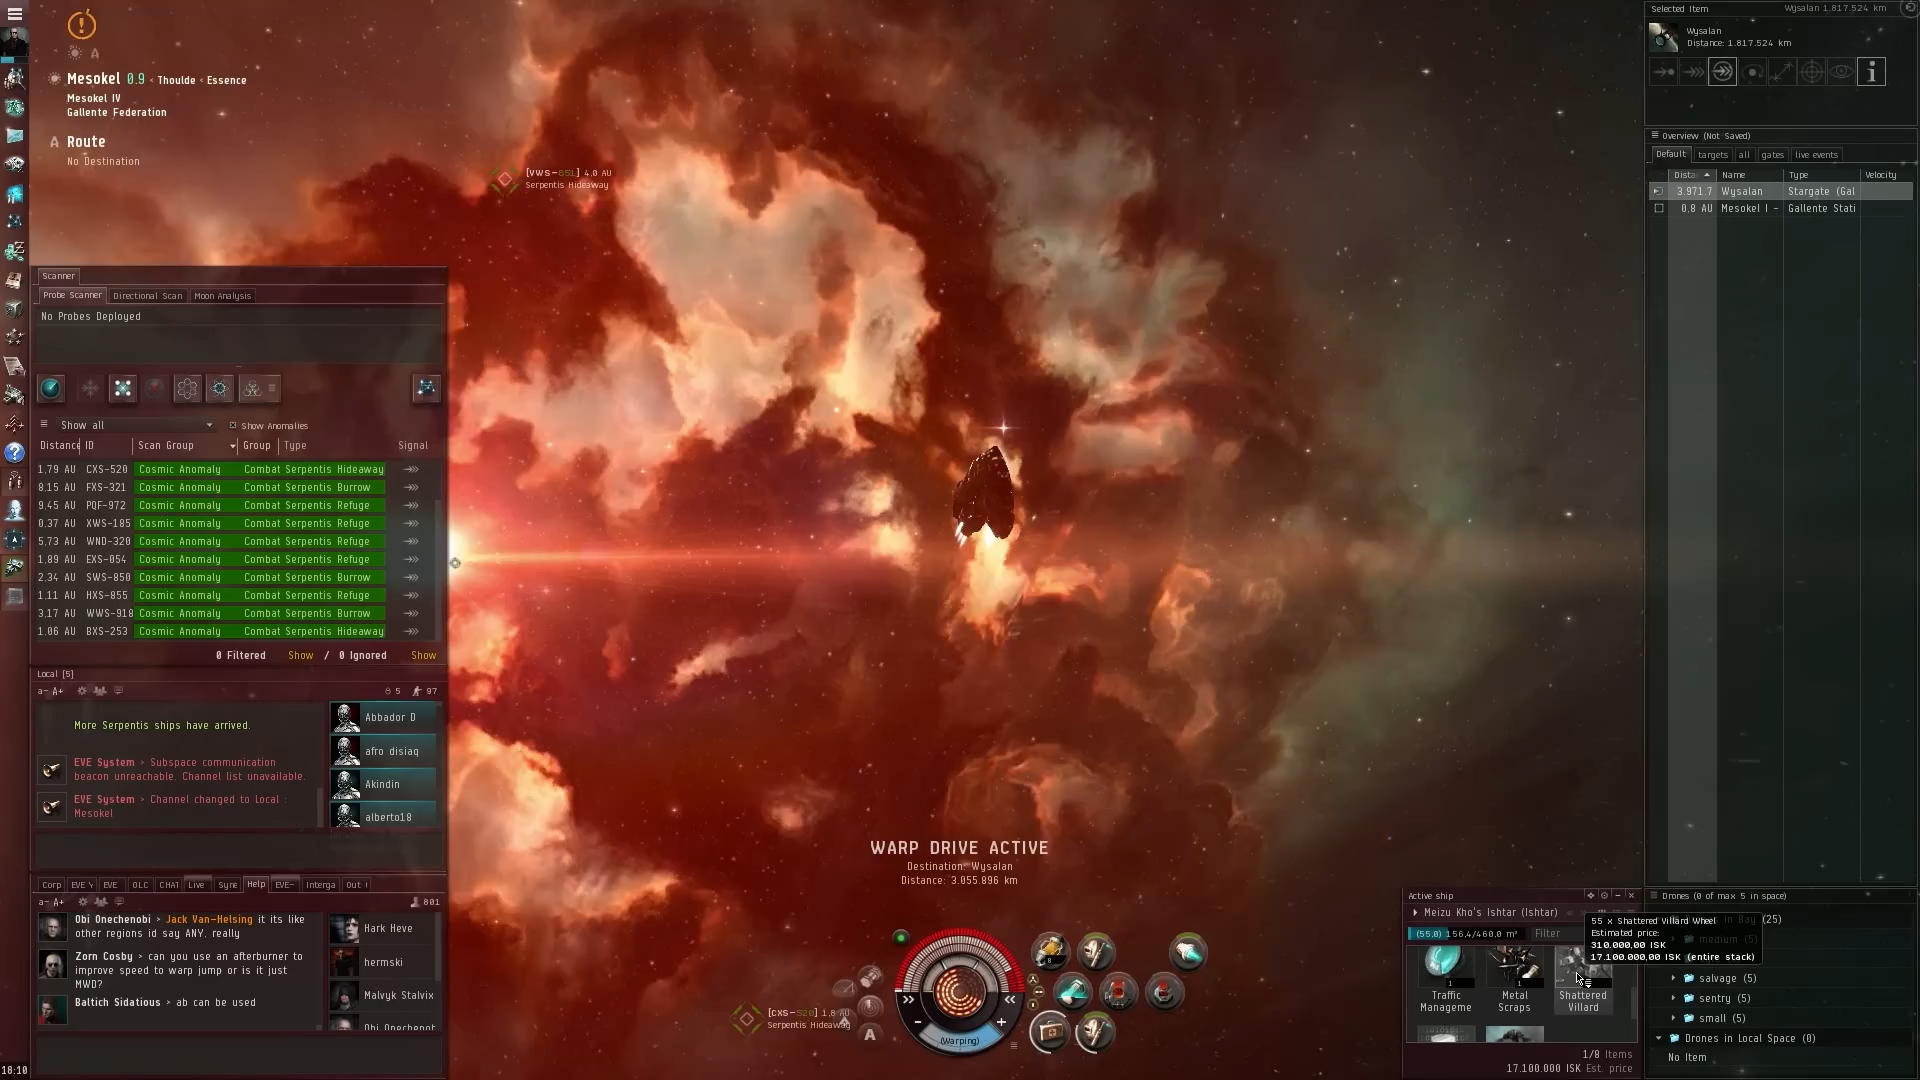 Mesokel 0.9 < Thoulde < Essence
Mesokel IV
Gallente Federation
A Route
No Destination
[VWS-651] 4.0 AU
Serpentis Hideaway
Scanner
Probe Scanner
Directional Scan
Moon Analysis
No Probes Deployed
Show all
Show Anomalies
Distance ID Scan Group Group Type Signal
1,79 AU CXS-520 Cosmic Anomaly Combat Serpentis Hideaway
8,15 AU FXS-321 Cosmic Anomaly Combat Serpentis Burrow
9,45 AU PQF-972 Cosmic Anomaly Combat Serpentis Refuge
0,37 AU XWS-185 Cosmic Anomaly Combat Serpentis Refuge
5,73 AU WND-320 Cosmic Anomaly Combat Serpentis Refuge
1,89 AU EXS-054 Cosmic Anomaly Combat Serpentis Refuge
2,34 AU SWS-850 Cosmic Anomaly Combat Serpentis Burrow
1,11 AU HXS-855 Cosmic Anomaly Combat Serpentis Refuge
3,17 AU WWS-918 Cosmic Anomaly Combat Serpentis Burrow
1,06 AU BXS-253 Cosmic Anomaly Combat Serpentis Hideaway
0 Filtered Show / 0 Ignored Show
Local [5]
a- A+ 5 97
More Serpentis ships have arrived.
EVE System > Subspace communication
beacon unreachable. Channel list unavailable.
EVE System > Channel changed to Local :
Mesokel
Abbador D
afro disiaq
Akindin
alberto18
Corp EVE EVE OLC CHAT Live Sync Help EVE- Interga Out
a- A+ 801
Obi Onechenobi > Jack Van-Helsing it its like
other regions id say ANY, really
Zorn Cosby > can you use an afterburner to
improve speed to warp jump or is it just
MWD?
Baltich Sidatious > ab can be used
Hark Heve
hermski
Malvyk Stalvix
Obi Onechenot
18:10
WARP DRIVE ACTIVE
Destination: Wysalan
Distance: 3.055.896 km
[CXS-520] 1,8 AU
Serpentis Hideaway
A
8
(Warping)
Selected Item
Wysalan 1.817.524 km
Wysalan
Distance: 1.817.524 km
Overview (Not Saved)
Default targets all gates live events
Dista Name Type Velocity
3.971.7 Wysalan Stargate (Gal
0,8 AU Mesokel I - Gallente Stati
Active ship
Meizu Kho's Ishtar (Ishtar)
(55,0) 156,4/460,0 m³
Filter
55 x Shattered Villard Wheel
Estimated price:
310.000,00 ISK
17.100.000,00 ISK (entire stack)
1
Traffic
Manageme
1
Metal
Scraps
Shattered
Villard
1/8 Items
17.100.000 ISK Est. price
Drones (0 of max 5 in space)
in Bay (25)
medium (5)
salvage (5)
sentry (5)
small (5)
Drones in Local Space (0)
No Item